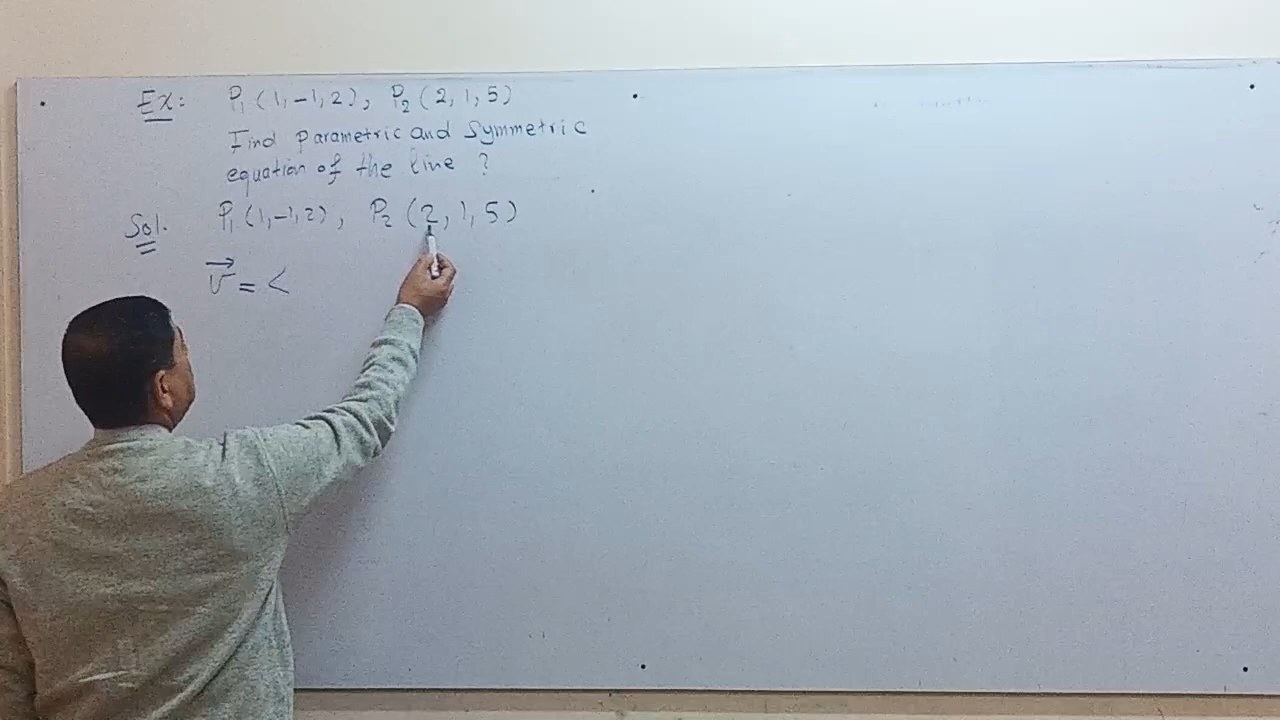 Ex: P₁(1,-1,2), P₂(2,1,5)
Find parametric and symmetric
equation of the line ?
Sol. P₁(1,-1,2), P₂(2,1,5)
v⃗ = <